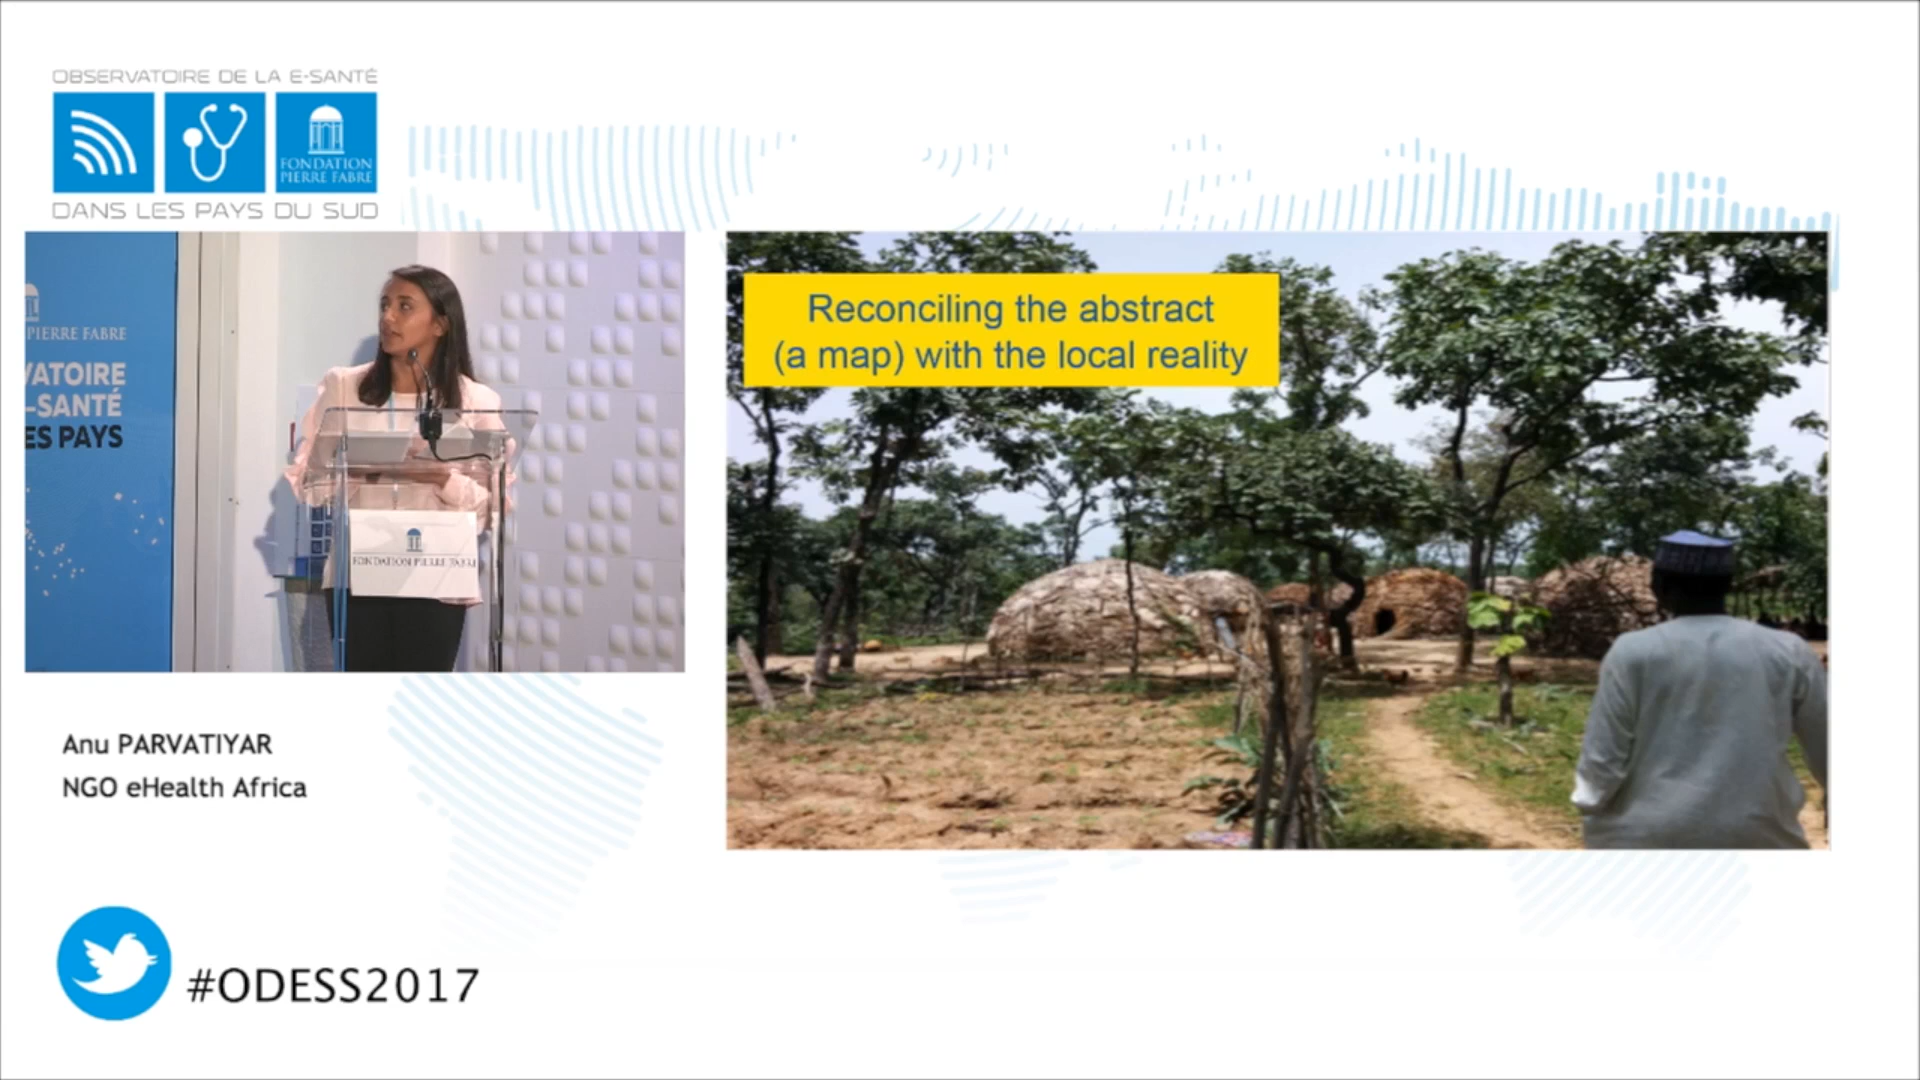 OBSERVATOIRE DE LA E-SANTÉ
FONDATION
PIERRE FABRE
DANS LES PAYS DU SUD
PIERRE FABRE
VATOIRE
-SANTÉ
ES PAYS
FONDATION PIERRE FABRE
Reconciling the abstract
(a map) with the local reality
Anu PARVATIYAR
NGO eHealth Africa
#ODESS2017